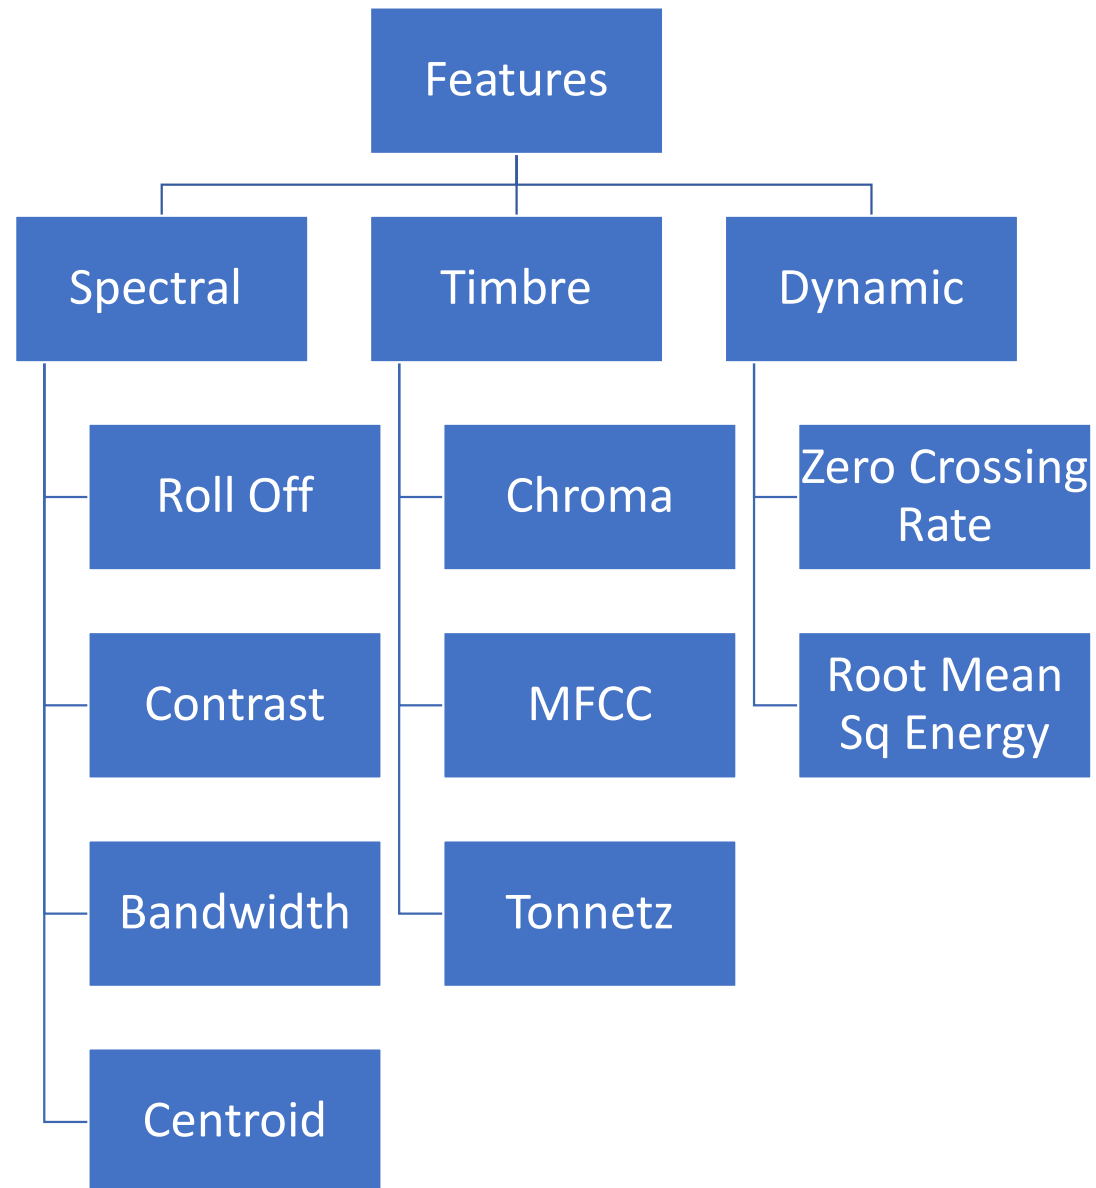 Features
Spectral
Timbre
Dynamic
Roll Off
Contrast
Bandwidth
Centroid
Chroma
MFCC
Tonnetz
Zero Crossing
Rate
Root Mean
Sq Energy